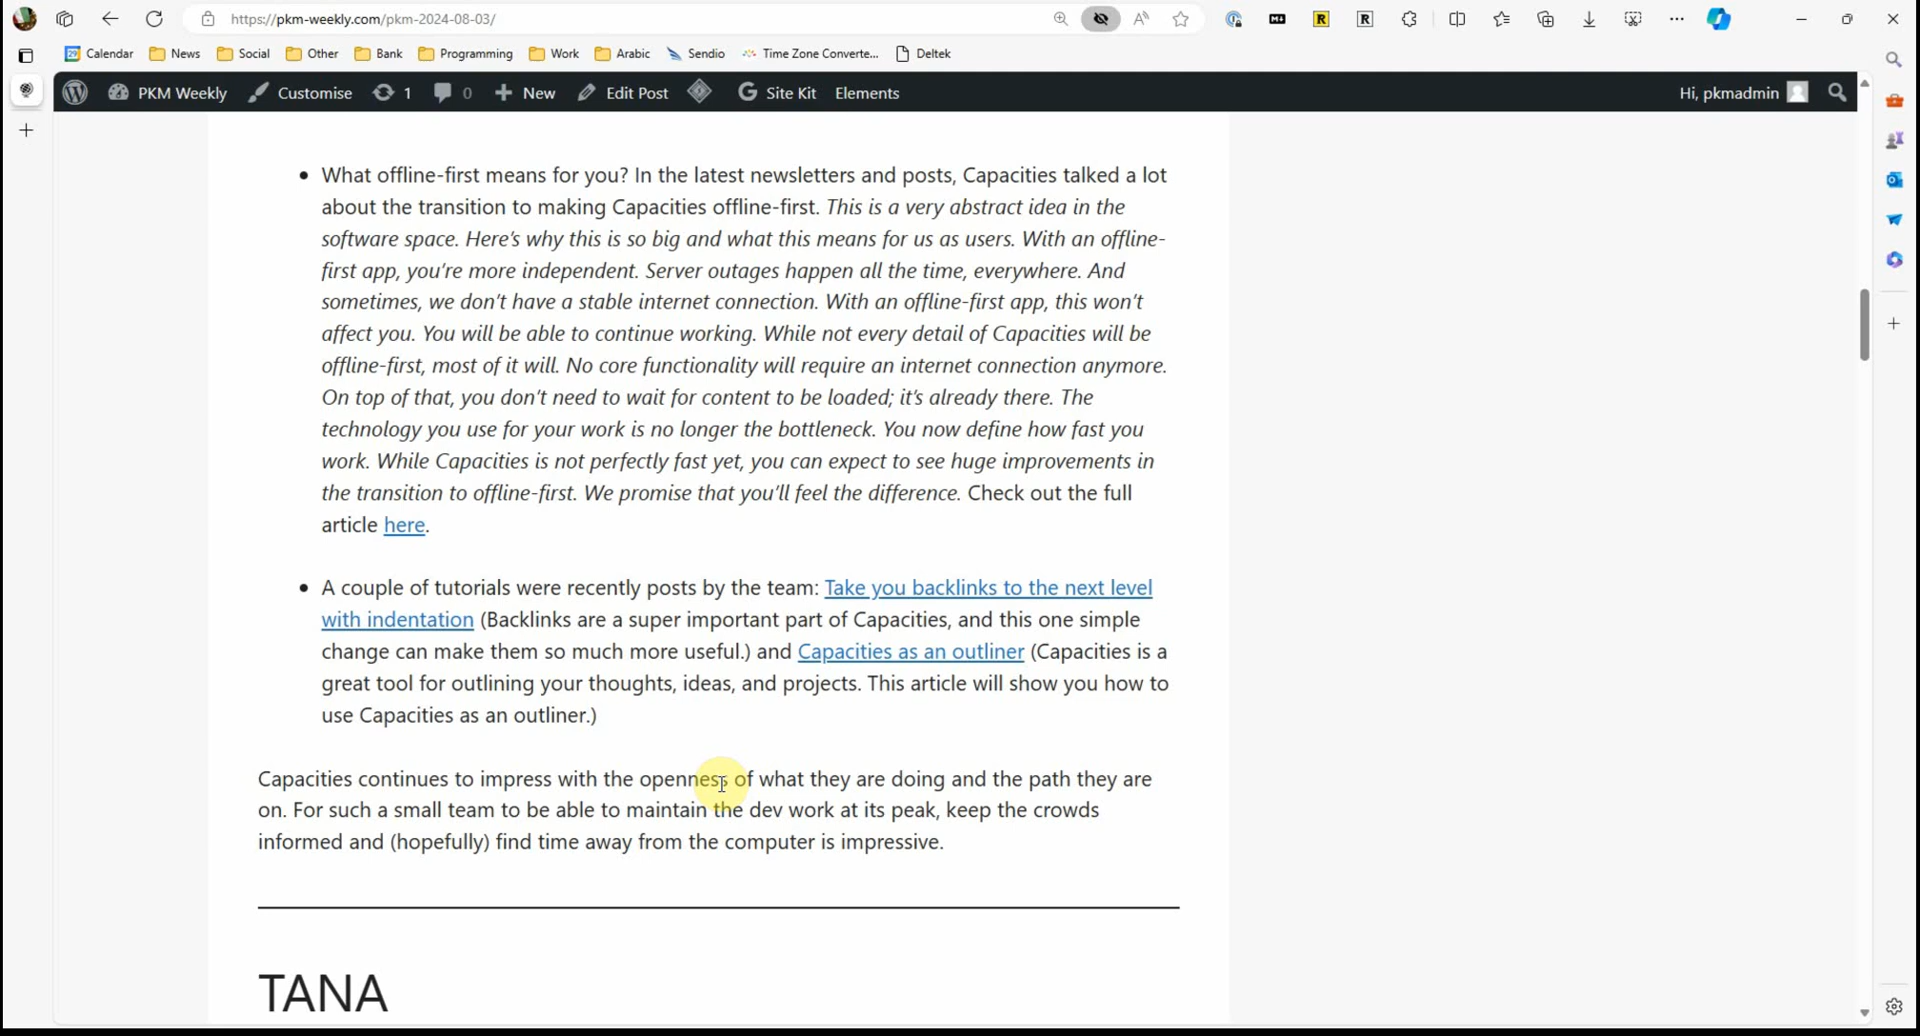 https://pkm-weekly.com/pkm-2024-08-03/
Calendar News Social Other Bank Programming Work Arabic Sendio Time Zone Converte... Deltek
PKM Weekly Customise 1 0 New Edit Post Site Kit Elements Hi, pkmadmin
• What offline-first means for you? In the latest newsletters and posts, Capacities talked a lot
about the transition to making Capacities offline-first. This is a very abstract idea in the
software space. Here's why this is so big and what this means for us as users. With an offline-
first app, you're more independent. Server outages happen all the time, everywhere. And
sometimes, we don't have a stable internet connection. With an offline-first app, this won't
affect you. You will be able to continue working. While not every detail of Capacities will be
offline-first, most of it will. No core functionality will require an internet connection anymore.
On top of that, you don't need to wait for content to be loaded; it's already there. The
technology you use for your work is no longer the bottleneck. You now define how fast you
work. While Capacities is not perfectly fast yet, you can expect to see huge improvements in
the transition to offline-first. We promise that you'll feel the difference. Check out the full
article here.
• A couple of tutorials were recently posts by the team: Take you backlinks to the next level
with indentation (Backlinks are a super important part of Capacities, and this one simple
change can make them so much more useful.) and Capacities as an outliner (Capacities is a
great tool for outlining your thoughts, ideas, and projects. This article will show you how to
use Capacities as an outliner.)
Capacities continues to impress with the openness of what they are doing and the path they are
on. For such a small team to be able to maintain the dev work at its peak, keep the crowds
informed and (hopefully) find time away from the computer is impressive.
TANA